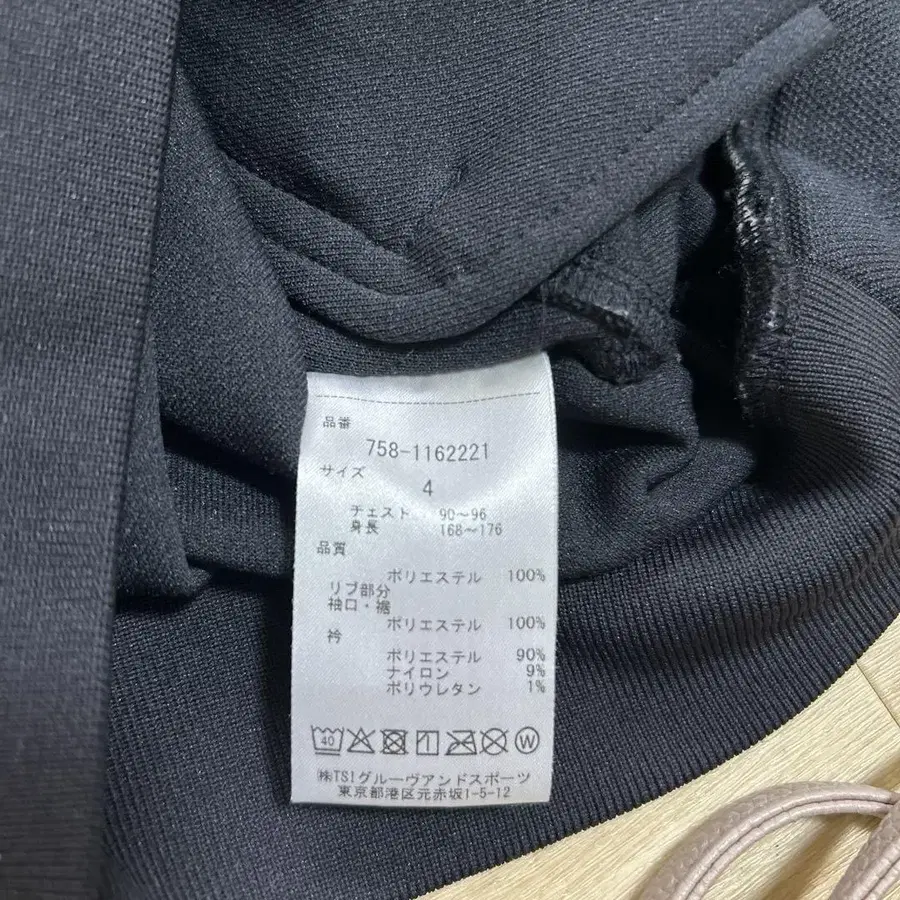 品番
758-1162221
サイズ
4
チェスト 90～96
身長 168～176
品質
ポリエステル 100%
リブ部分
袖口・裾
ポリエステル 100%
衿
ポリエステル 90%
ナイロン 9%
ポリウレタン 1%
40 W
㈱TSIグルーヴアンドスポーツ
東京都港区元赤坂1-5-12